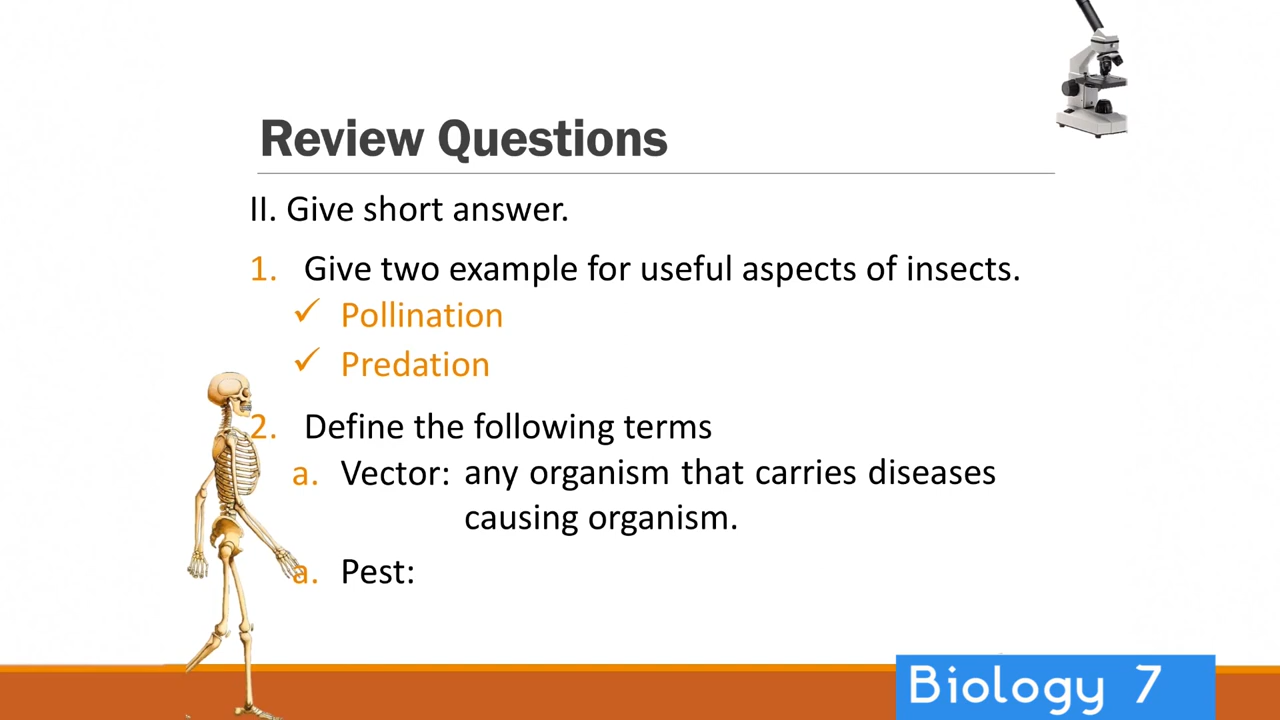 Review Questions
II. Give short answer.
1. Give two example for useful aspects of insects.
✓ Pollination
✓ Predation
2. Define the following terms
a. Vector: any organism that carries diseases
causing organism.
a. Pest:
Biology 7